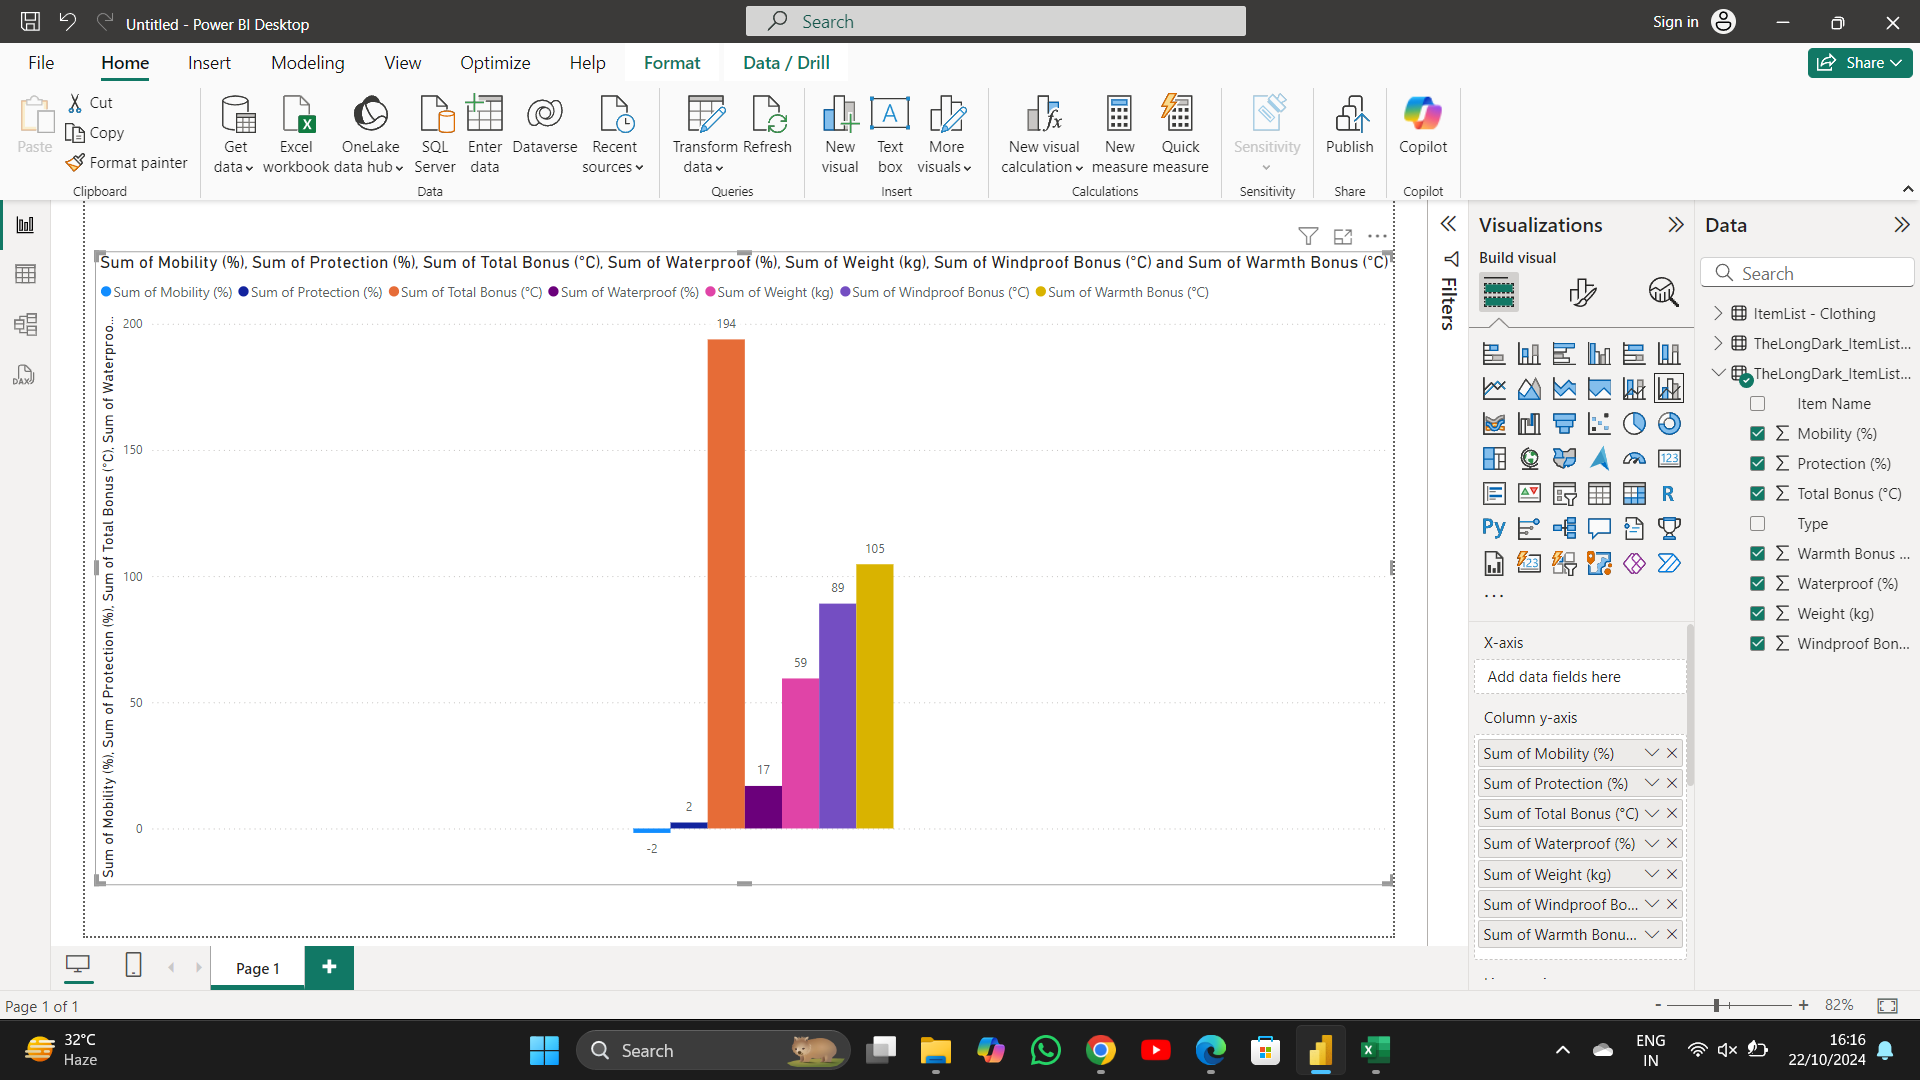 Untitled - Power BI Desktop
Search
Sign in
File Home Insert Modeling View Optimize Help Format Data / Drill
Share
Paste
Cut
Copy
Format painter
Clipboard
Get data
Excel workbook
OneLake data hub
SQL Server
Enter data
Dataverse
Recent sources
Data
Transform data
Refresh
Queries
New visual
Text box
More visuals
Insert
New visual calculation
New measure
Quick measure
Calculations
Sensitivity
Sensitivity
Publish
Share
Copilot
Copilot
Sum of Mobility (%), Sum of Protection (%), Sum of Total Bonus (°C), Sum of Waterproof (%), Sum of Weight (kg), Sum of Windproof Bonus (°C) and Sum of Warmth Bonus (°C)
Sum of Mobility (%) Sum of Protection (%) Sum of Total Bonus (°C) Sum of Waterproof (%) Sum of Weight (kg) Sum of Windproof Bonus (°C) Sum of Warmth Bonus (°C)
Sum of Mobility (%), Sum of Protection (%), Sum of Total Bonus (°C), Sum of Waterproo...
200
150
100
50
0
-2
2
194
17
59
89
105
Filters
Visualizations
Build visual
123
R
Py
123
...
X-axis
Add data fields here
Column y-axis
Sum of Mobility (%)
Sum of Protection (%)
Sum of Total Bonus (°C)
Sum of Waterproof (%)
Sum of Weight (kg)
Sum of Windproof Bo...
Sum of Warmth Bonu...
Data
Search
ItemList - Clothing
TheLongDark_ItemList...
TheLongDark_ItemList...
Item Name
Mobility (%)
Protection (%)
Total Bonus (°C)
Type
Warmth Bonus ...
Waterproof (%)
Weight (kg)
Windproof Bon...
DAX
Page 1
Page 1 of 1
- + 82%
32°C
Haze
Search
ENG
IN
16:16
22/10/2024